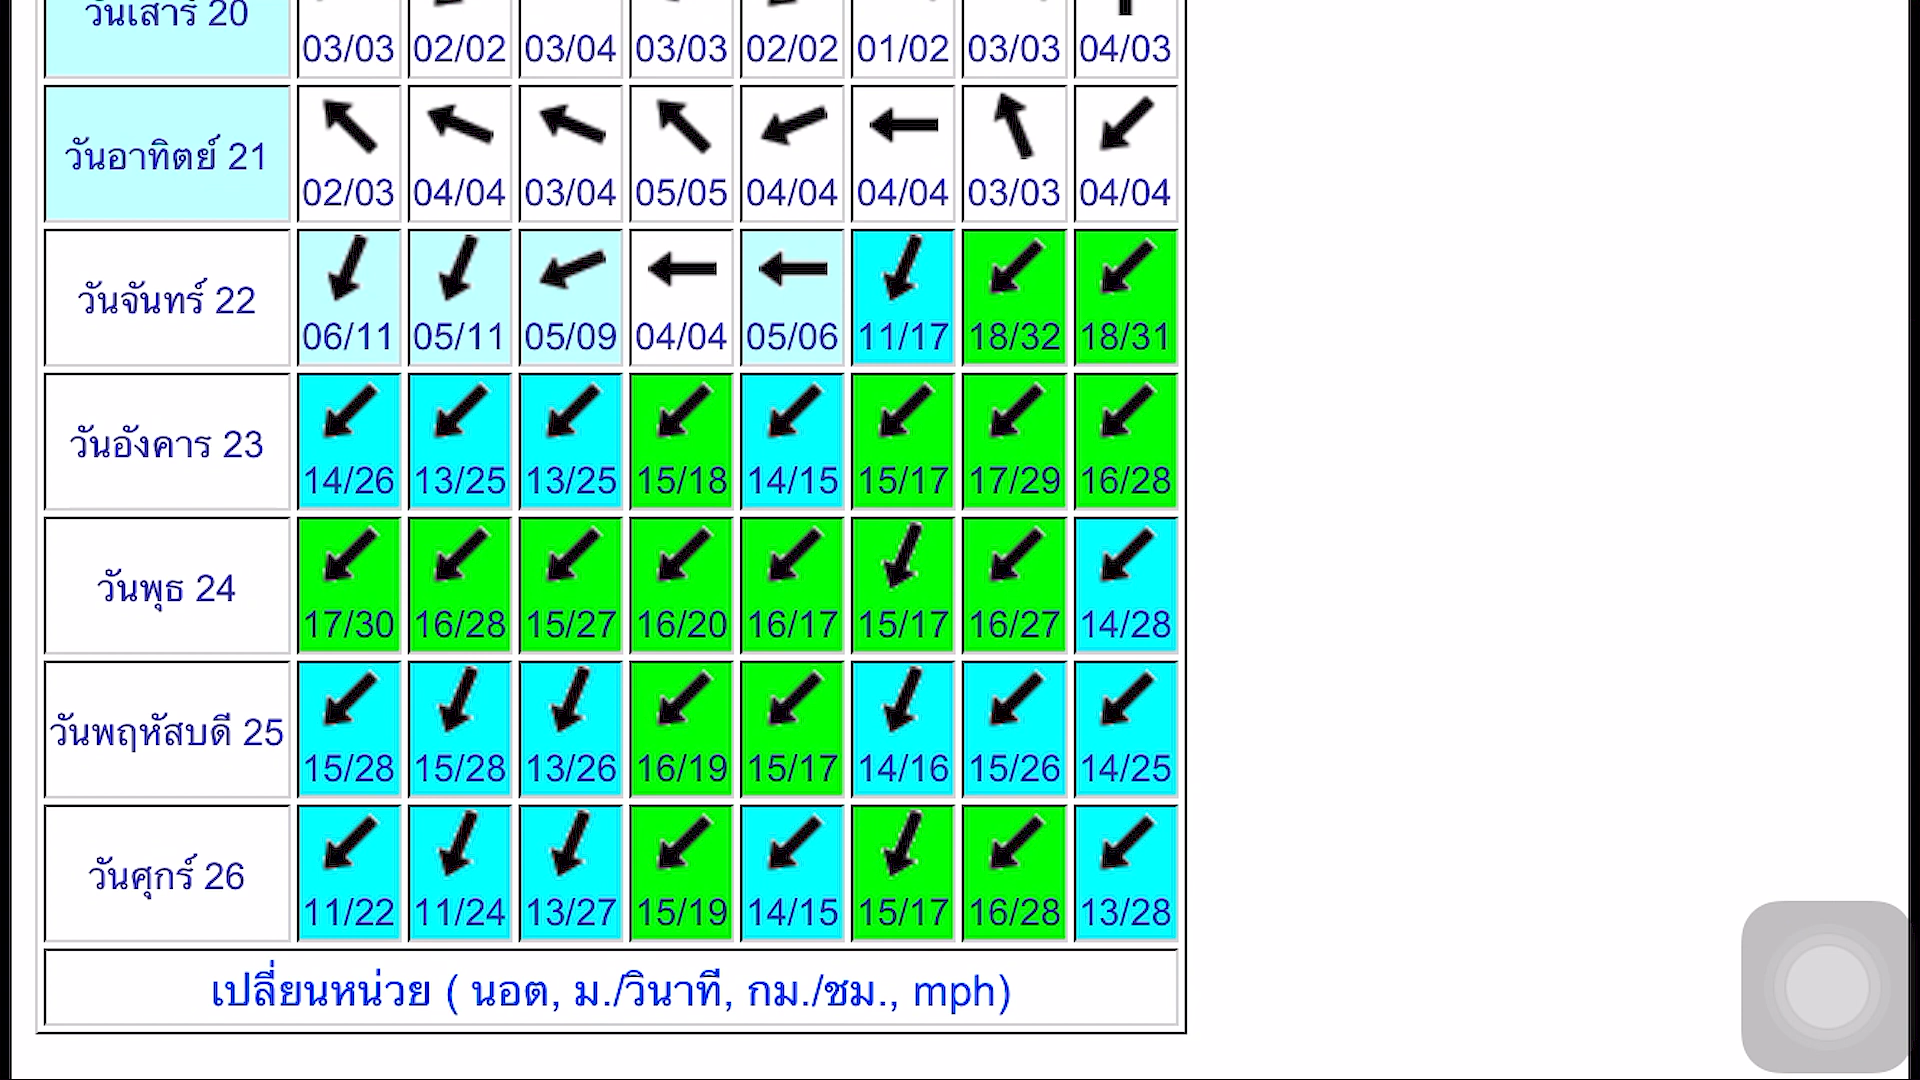 วันเสาร์ 20 03/03 02/02 03/04 03/03 02/02 01/02 03/03 04/03
วันอาทิตย์ 21 02/03 04/04 03/04 05/05 04/04 04/04 03/03 04/04
วันจันทร์ 22 06/11 05/11 05/09 04/04 05/06 11/17 18/32 18/31
วันอังคาร 23 14/26 13/25 13/25 15/18 14/15 15/17 17/29 16/28
วันพุธ 24 17/30 16/28 15/27 16/20 16/17 15/17 16/27 14/28
วันพฤหัสบดี 25 15/28 15/28 13/26 16/19 15/17 14/16 15/26 14/25
วันศุกร์ 26 11/22 11/24 13/27 15/19 14/15 15/17 16/28 13/28
เปลี่ยนหน่วย ( นอต, ม./วินาที, กม./ชม., mph)